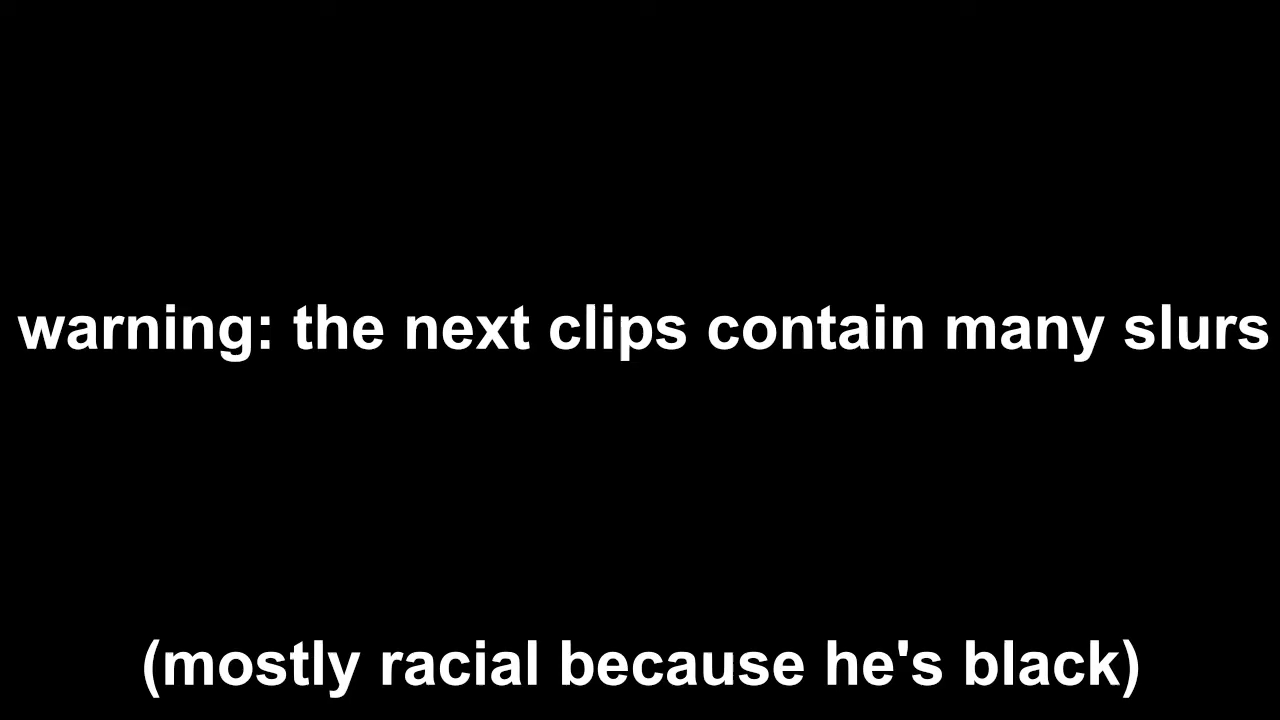 warning: the next clips contain many slurs
(mostly racial because he's black)